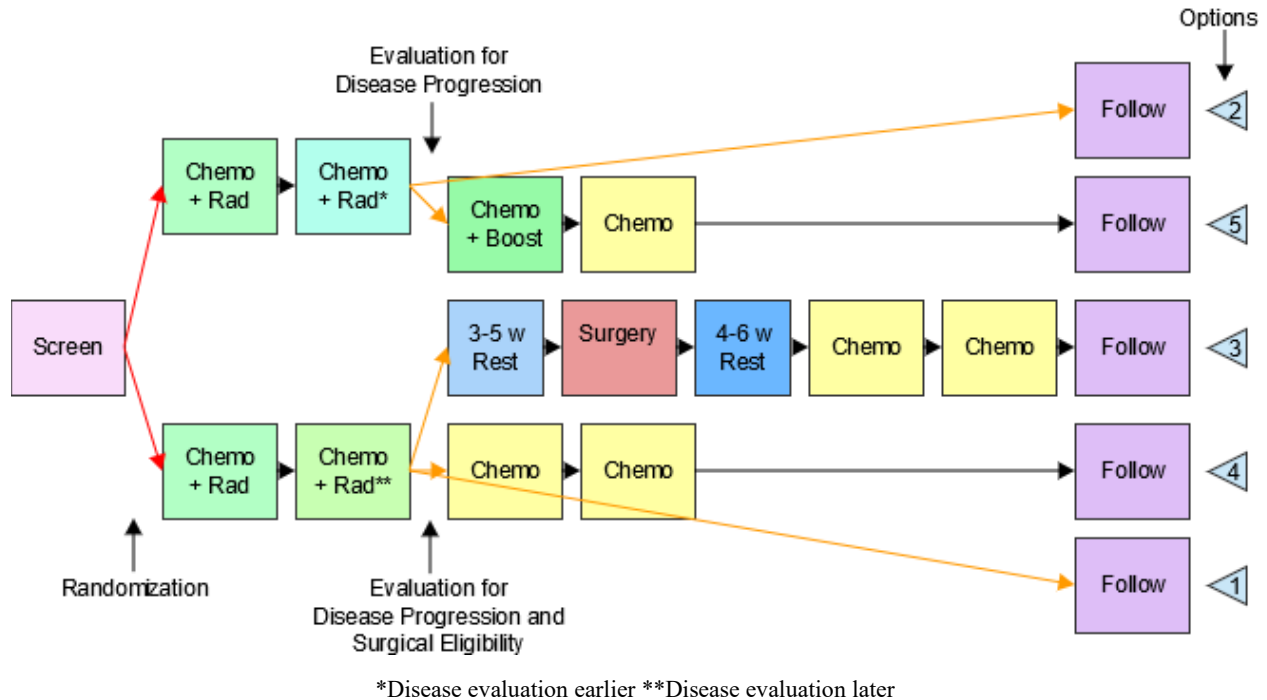 Options
Evaluation for
Disease Progression
Follow
2
Chemo
+ Rad
Chemo
+ Rad*
Chemo
+ Boost
Chemo
Follow
5
Screen
3-5 w
Rest
Surgery
4-6 w
Rest
Chemo
Chemo
Follow
3
Chemo
+ Rad
Chemo
+ Rad**
Chemo
Chemo
Follow
4
Randomization
Evaluation for
Disease Progression and
Surgical Eligibility
Follow
1
*Disease evaluation earlier **Disease evaluation later